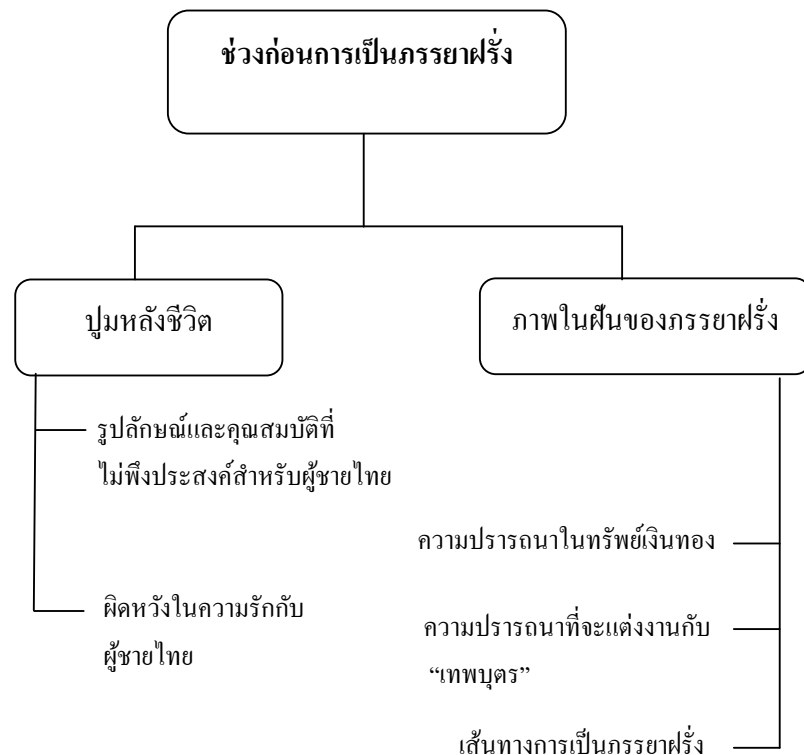 ช่วงก่อนการเป็นภรรยาฝรั่ง
ปูมหลังชีวิต
ภาพในฝันของภรรยาฝรั่ง
รูปลักษณ์และคุณสมบัติที่
ไม่พึงประสงค์สำหรับผู้ชายไทย
ผิดหวังในความรักกับ
ผู้ชายไทย
ความปรารถนาในทรัพย์เงินทอง
ความปรารถนาที่จะแต่งงานกับ
“เทพบุตร”
เส้นทางการเป็นภรรยาฝรั่ง